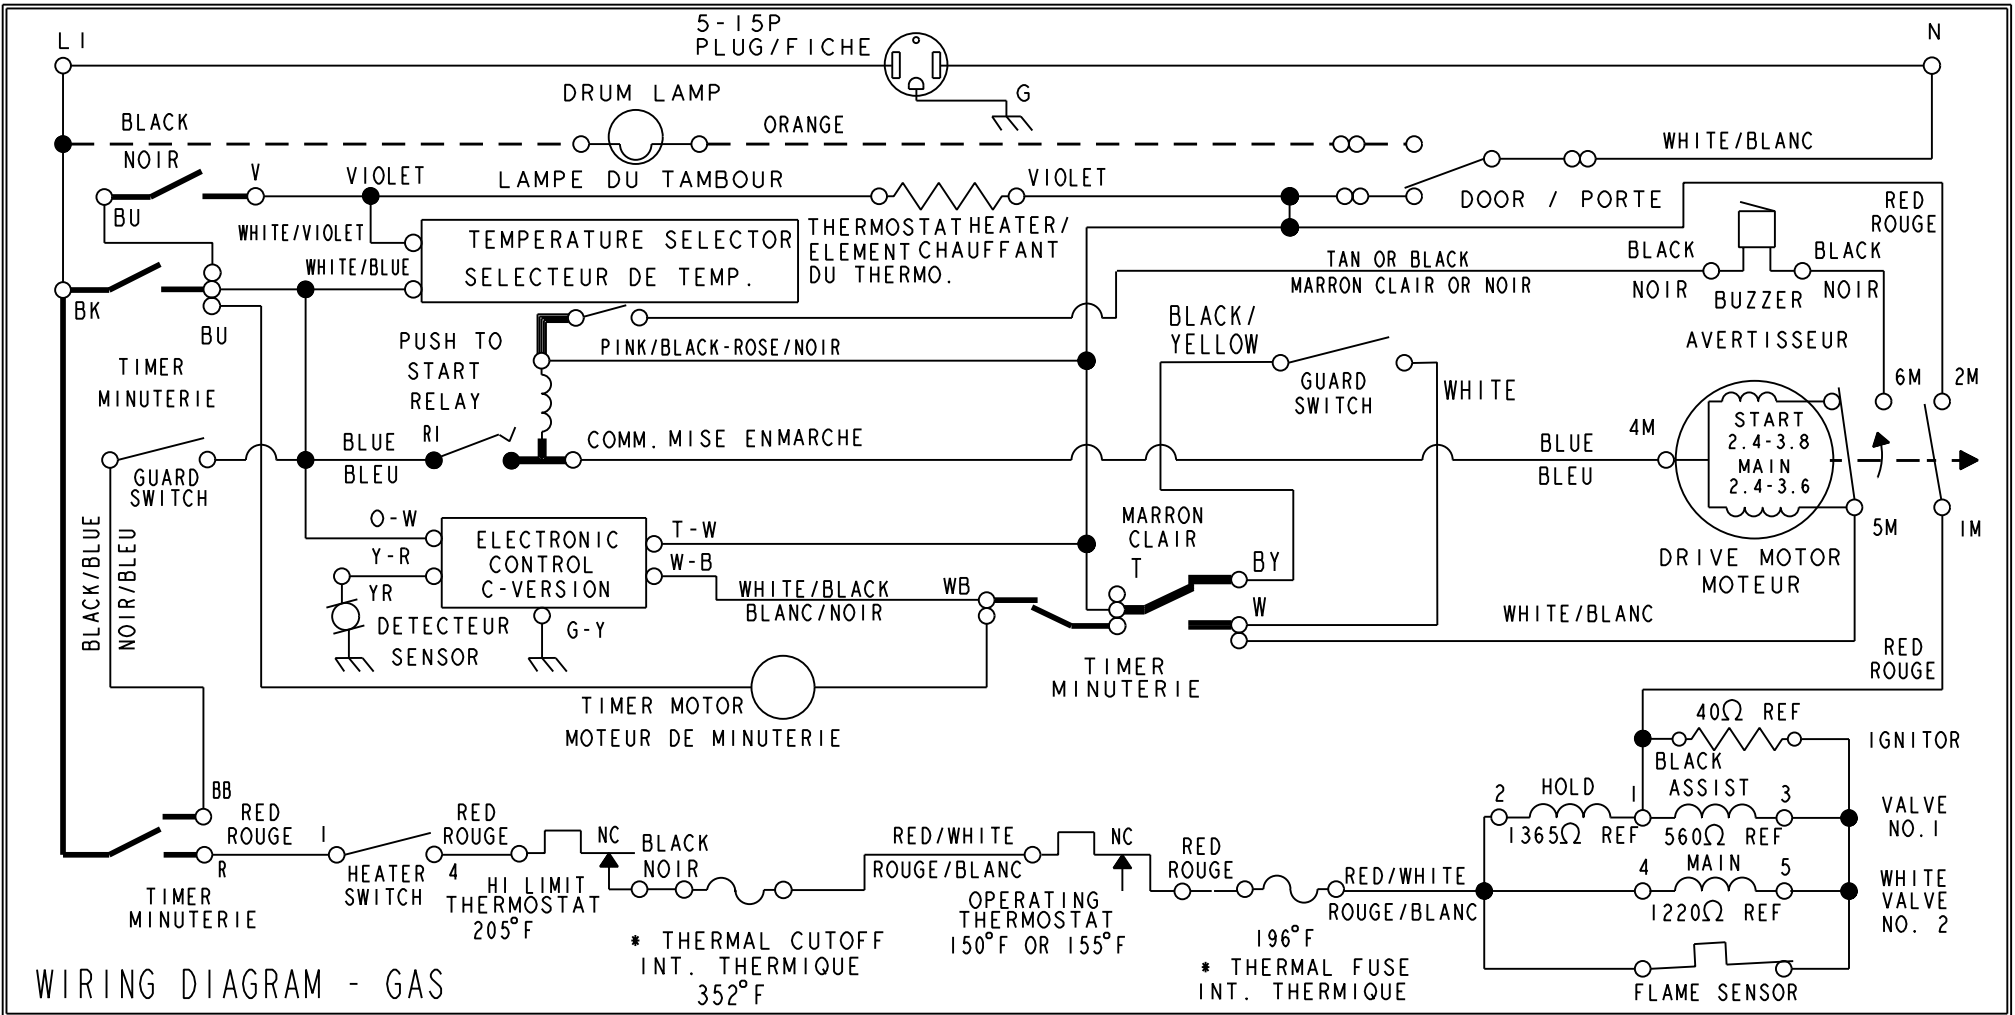 5-15P
PLUG/FICHE
L1
N
G
DRUM LAMP
BLACK
NOIR
ORANGE
WHITE/BLANC
V
VIOLET
LAMPE DU TAMBOUR
VIOLET
BU
DOOR / PORTE
RED
ROUGE
WHITE/VIOLET
TEMPERATURE SELECTOR
SELECTEUR DE TEMP.
THERMOSTAT HEATER/
ELEMENT CHAUFFANT
DU THERMO.
WHITE/BLUE
TAN OR BLACK
MARRON CLAIR OR NOIR
BLACK
NOIR
BLACK
NOIR
BUZZER
AVERTISSEUR
BK
BU
TIMER
MINUTERIE
PUSH TO
START
RELAY
PINK/BLACK-ROSE/NOIR
BLACK/
YELLOW
GUARD
SWITCH
WHITE
6M
2M
4M
START
2.4-3.8
MAIN
2.4-3.6
5M
1M
DRIVE MOTOR
MOTEUR
BLUE
BLEU
R1
COMM. MISE ENMARCHE
BLUE
BLEU
GUARD
SWITCH
BLACK/BLUE
NOIR/BLEU
O-W
Y-R
YR
ELECTRONIC
CONTROL
C-VERSION
T-W
W-B
G-Y
DETECTEUR
SENSOR
WHITE/BLACK
BLANC/NOIR
WB
MARRON
CLAIR
T
BY
W
WHITE/BLANC
TIMER
MINUTERIE
RED
ROUGE
TIMER MOTOR
MOTEUR DE MINUTERIE
40Ω REF
IGNITOR
BLACK
2
HOLD
1
ASSIST
3
1365Ω REF
560Ω REF
VALVE
NO.1
4
MAIN
5
1220Ω REF
WHITE
VALVE
NO. 2
FLAME SENSOR
BB
RED
ROUGE
R
TIMER
MINUTERIE
1
HEATER
SWITCH
4
RED
ROUGE
NC
HI LIMIT
THERMOSTAT
205°F
BLACK
NOIR
* THERMAL CUTOFF
INT. THERMIQUE
352°F
RED/WHITE
ROUGE/BLANC
NC
OPERATING
THERMOSTAT
150°F OR 155°F
RED
ROUGE
196°F
* THERMAL FUSE
INT. THERMIQUE
RED/WHITE
ROUGE/BLANC
WIRING DIAGRAM - GAS